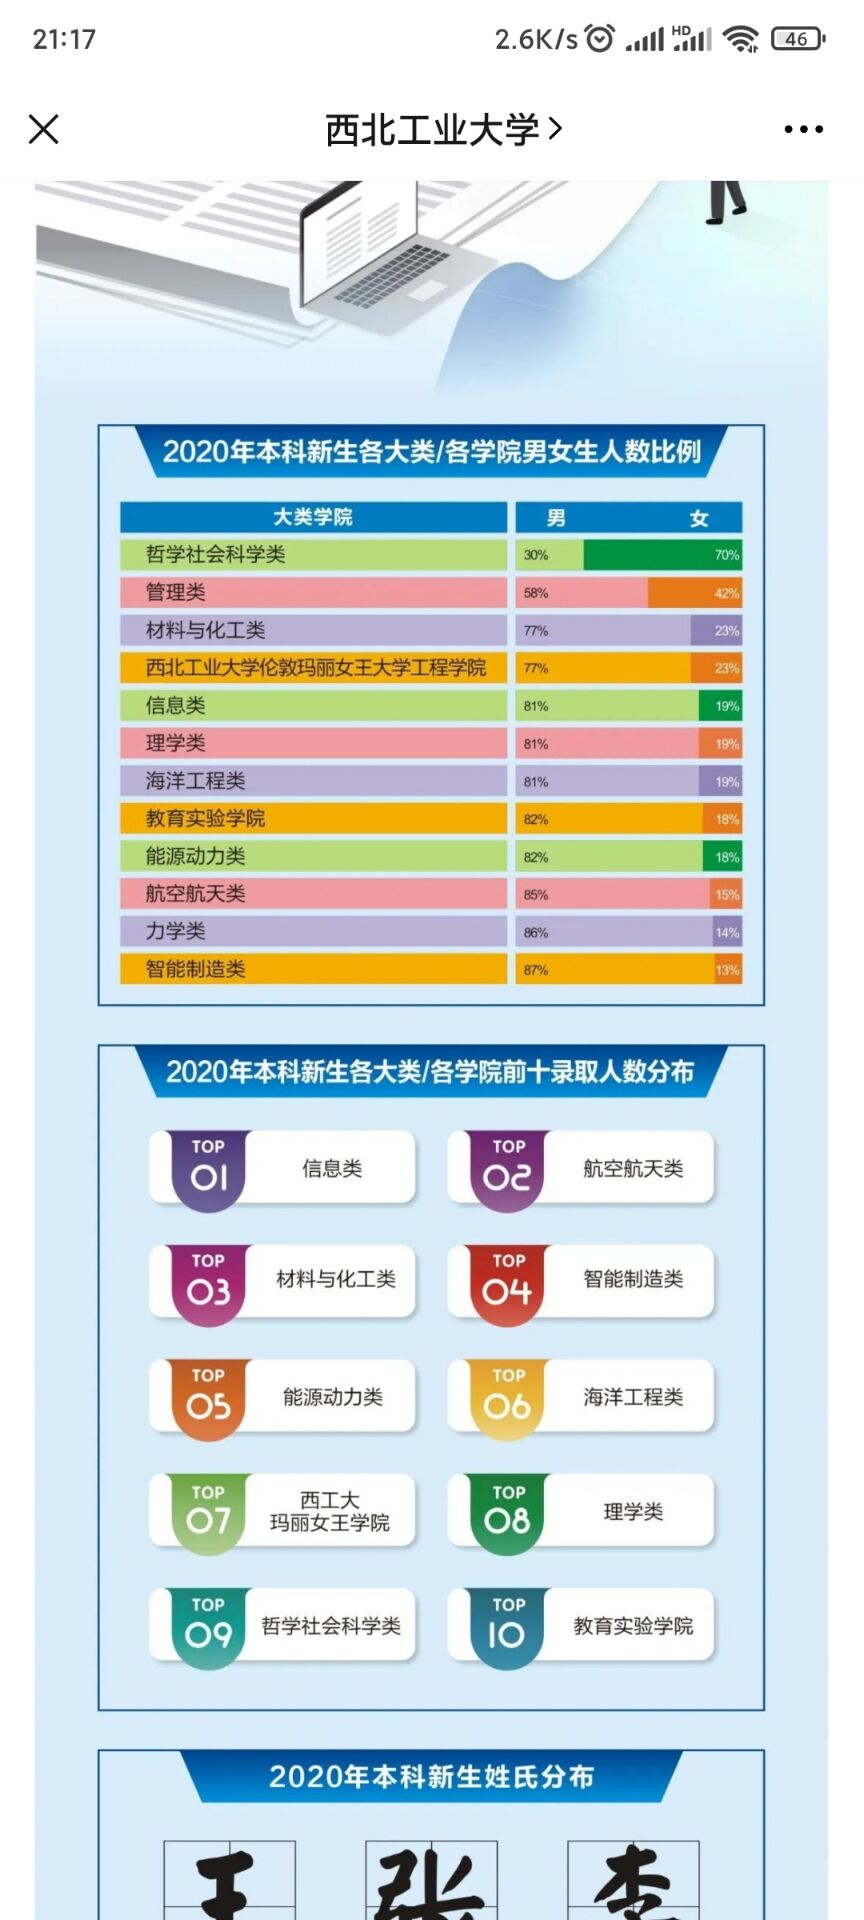 21:17
2.6K/s
HD
46
西北工业大学
2020年本科新生各大类/各学院男女生人数比例
大类学院 男 女
哲学社会科学类 30% 70%
管理类 58% 42%
材料与化工类 77% 23%
西北工业大学伦敦玛丽女王大学工程学院 77% 23%
信息类 81% 19%
理学类 81% 19%
海洋工程类 81% 19%
教育实验学院 82% 18%
能源动力类 82% 18%
航空航天类 85% 15%
力学类 86% 14%
智能制造类 87% 13%
2020年本科新生各大类/各学院前十录取人数分布
TOP 01 信息类
TOP 02 航空航天类
TOP 03 材料与化工类
TOP 04 智能制造类
TOP 05 能源动力类
TOP 06 海洋工程类
TOP 07 西工大
玛丽女王学院
TOP 08 理学类
TOP 09 哲学社会科学类
TOP 10 教育实验学院
2020年本科新生姓氏分布
王 张 李